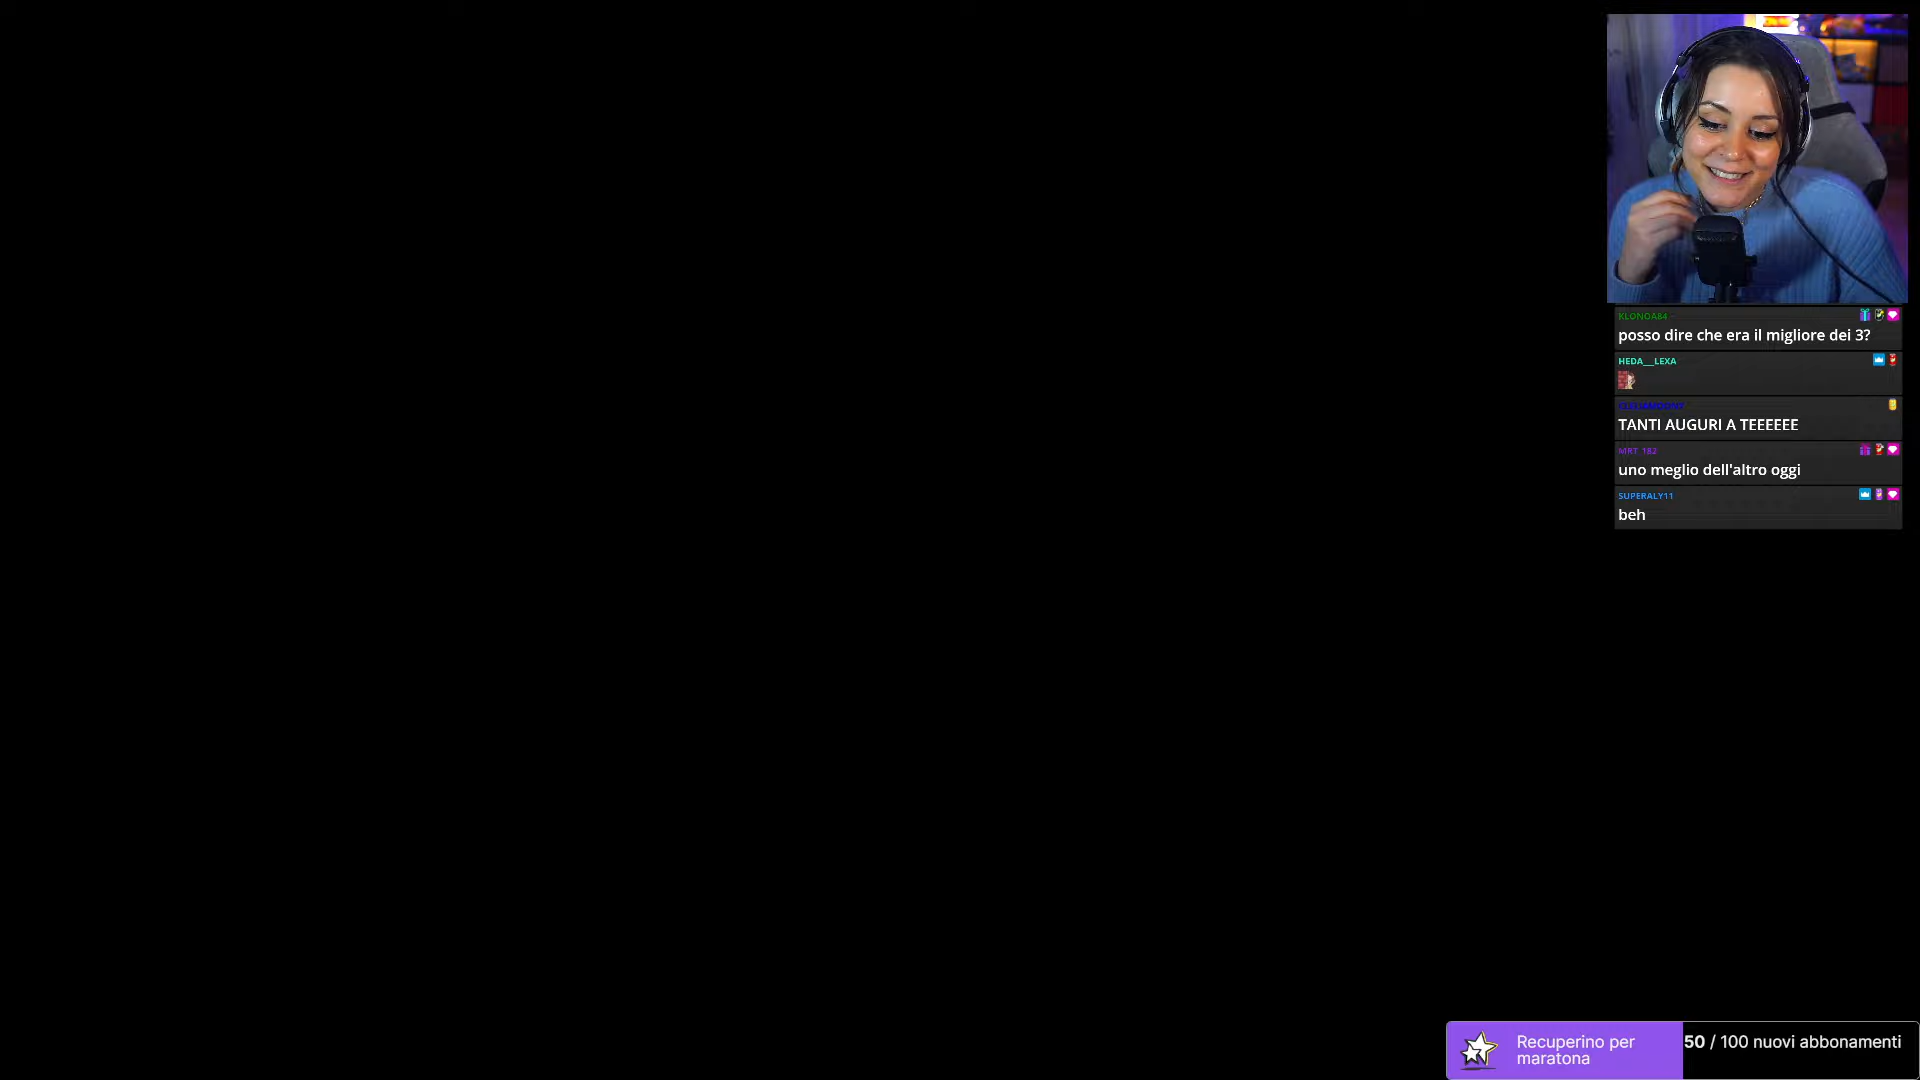 KLONOA84
posso dire che era il migliore dei 3?
HEDA__LEXA
TANTI AUGURI A TEEEEEE
MRT_182
uno meglio dell'altro oggi
SUPERALY11
beh
Recuperino per
maratona
50 / 100 nuovi abbonamenti